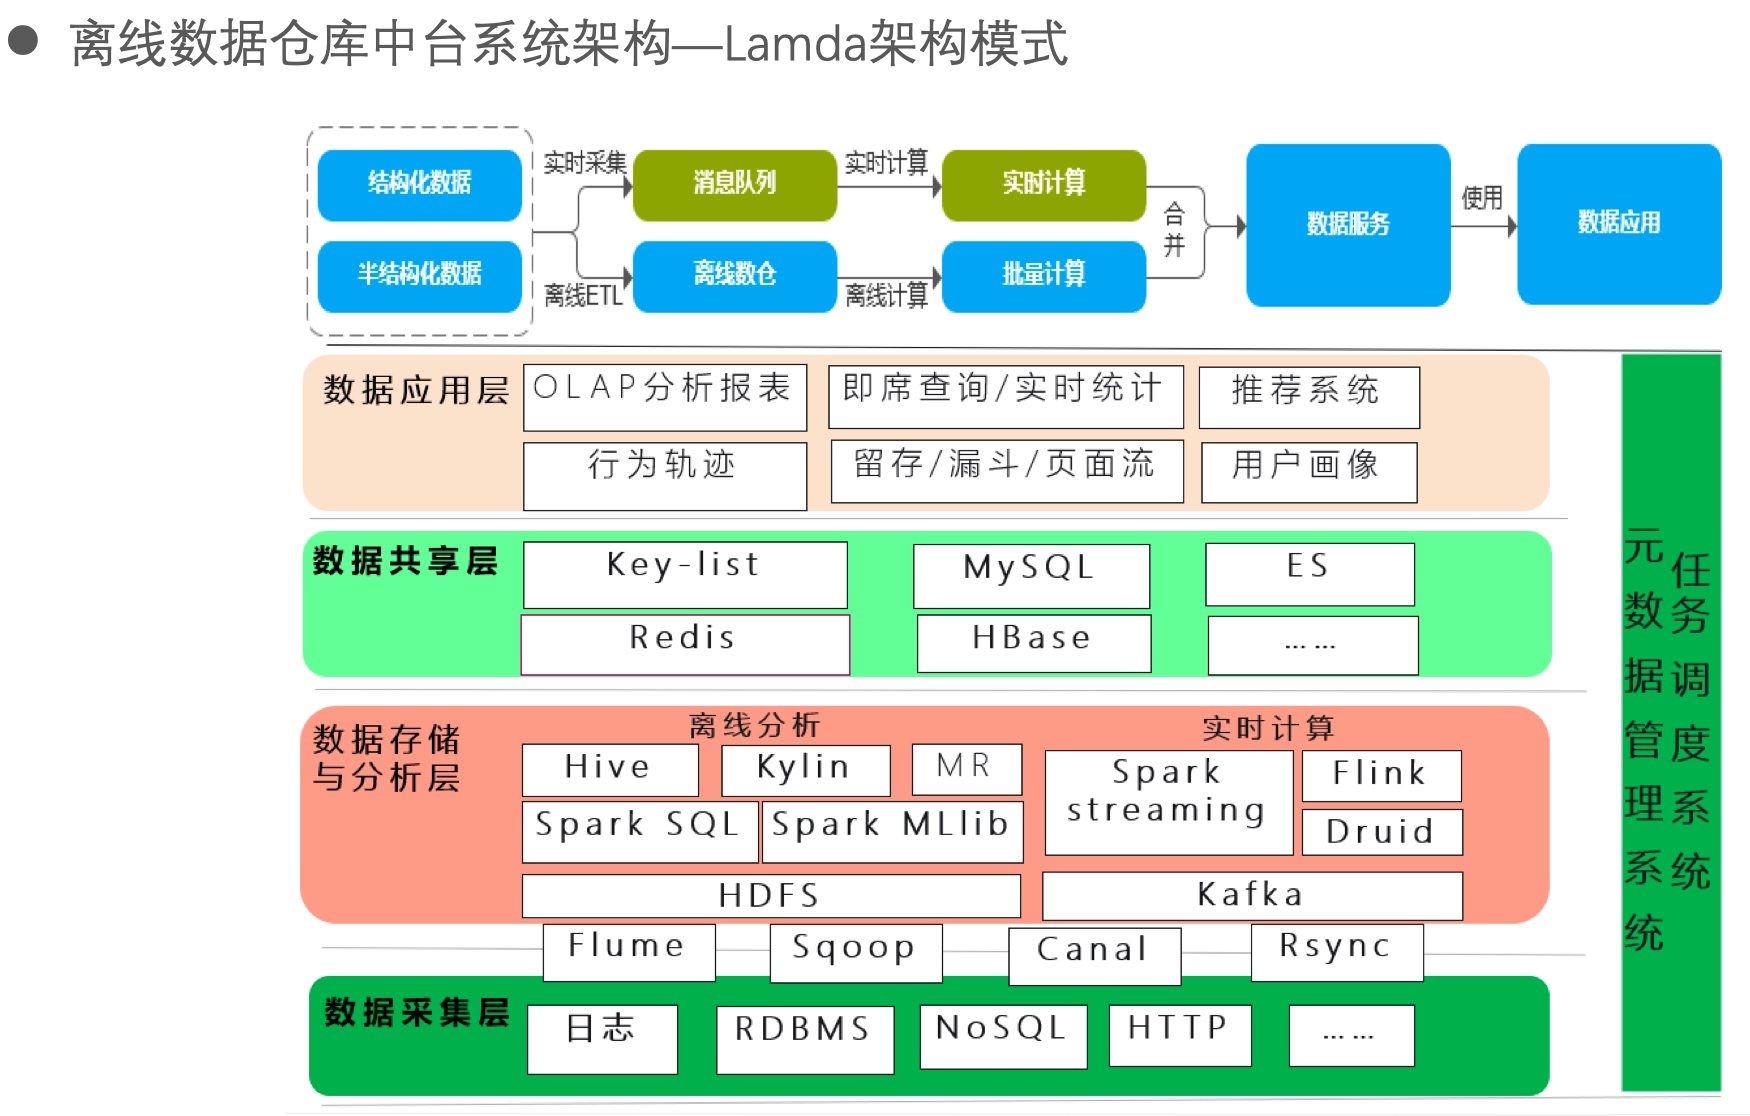 ● 离线数据仓库中台系统架构—Lamda架构模式
结构化数据
半结构化数据
实时采集
离线ETL
消息队列
离线数仓
实时计算
离线计算
实时计算
批量计算
合
并
数据服务
使用
数据应用
数据应用层
OLAP分析报表
即席查询/实时统计
推荐系统
行为轨迹
留存/漏斗/页面流
用户画像
数据共享层
Key-list
MySQL
ES
Redis
HBase
……
数据存储
与分析层
离线分析
实时计算
Hive
Kylin
MR
Spark SQL
Spark MLlib
HDFS
Spark
streaming
Flink
Druid
Kafka
Flume
Sqoop
Canal
Rsync
数据采集层
日志
RDBMS
NoSQL
HTTP
……
元数据管理系统
任务调度系统